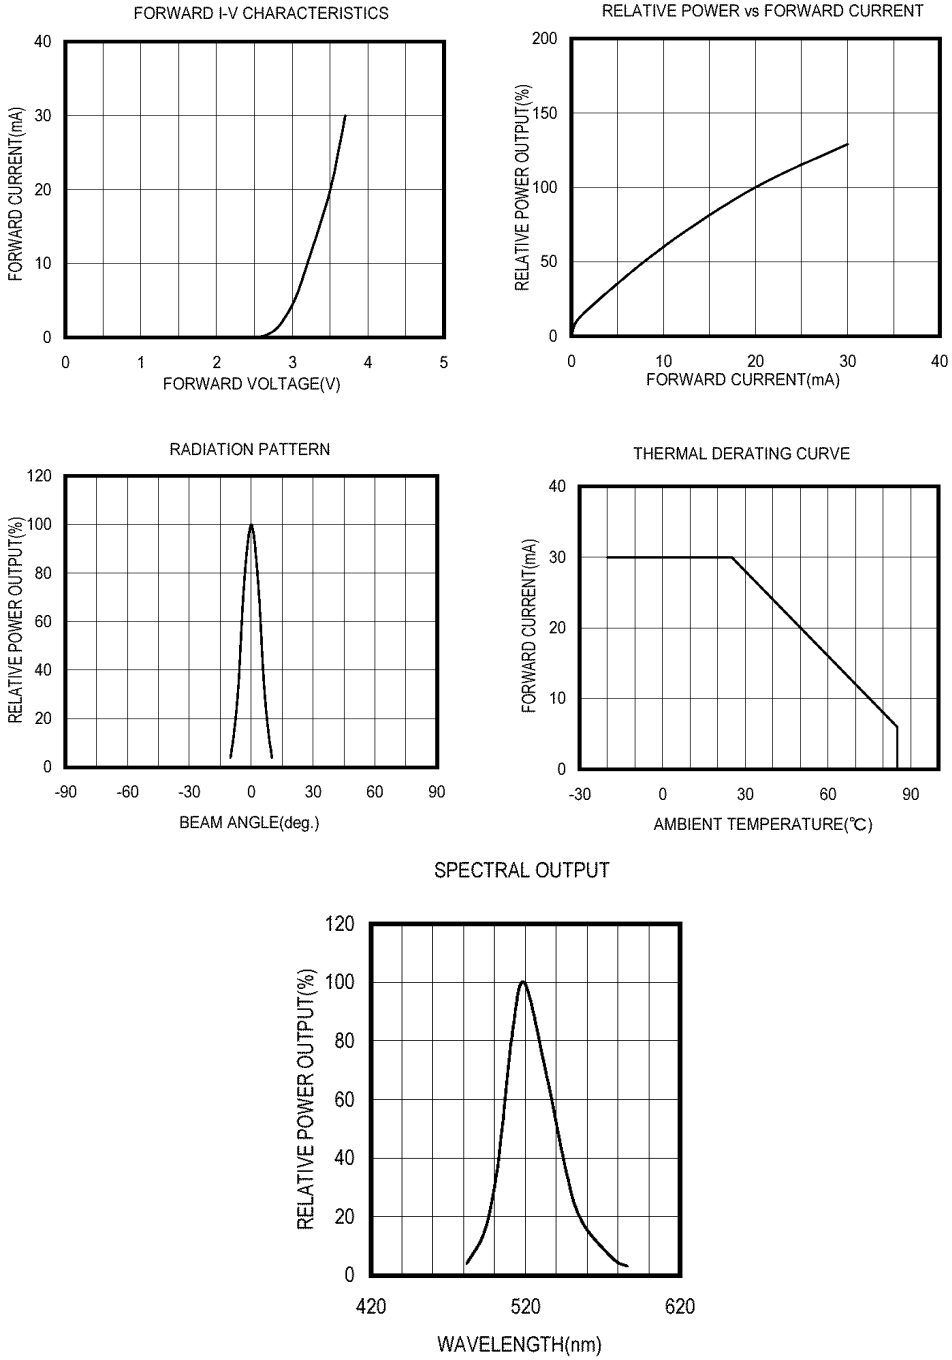 FORWARD I-V CHARACTERISTICS
FORWARD CURRENT(mA)
40
30
20
10
0
0 1 2 3 4 5
FORWARD VOLTAGE(V)
RELATIVE POWER vs FORWARD CURRENT
RELATIVE POWER OUTPUT(%)
200
150
100
50
0
0 10 20 30 40
FORWARD CURRENT(mA)
RADIATION PATTERN
RELATIVE POWER OUTPUT(%)
120
100
80
60
40
20
0
-90 -60 -30 0 30 60 90
BEAM ANGLE(deg.)
THERMAL DERATING CURVE
FORWARD CURRENT(mA)
40
30
20
10
0
-30 0 30 60 90
AMBIENT TEMPERATURE(℃)
SPECTRAL OUTPUT
RELATIVE POWER OUTPUT(%)
120
100
80
60
40
20
0
420 520 620
WAVELENGTH(nm)